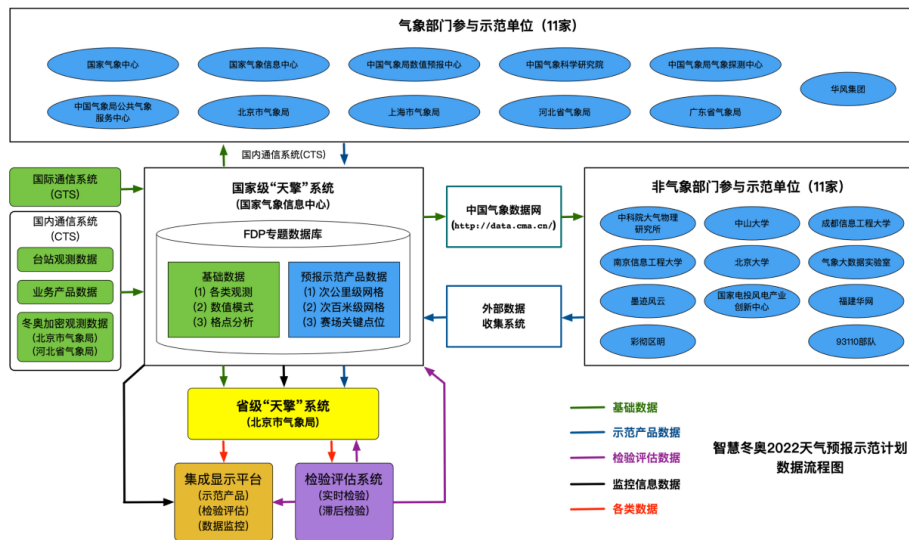 气象部门参与示范单位（11家）
国家气象中心
国家气象信息中心
中国气象局数值预报中心
中国气象科学研究院
中国气象局气象探测中心
华风集团
中国气象局公共气象
服务中心
北京市气象局
上海市气象局
河北省气象局
广东省气象局
国内通信系统(CTS)
国际通信系统
(GTS)
国内通信系统
(CTS)
台站观测数据
业务产品数据
冬奥加密观测数据
(北京市气象局)
(河北省气象局)
国家级“天擎”系统
(国家气象信息中心)
FDP专题数据库
基础数据
(1) 各类观测
(2) 数值模式
(3) 格点分析
预报示范产品数据
(1) 次公里级网格
(2) 次百米级网格
(3) 赛场关键点位
中国气象数据网
(http://data.cma.cn/)
外部数据
收集系统
非气象部门参与示范单位（11家）
中科院大气物理
研究所
中山大学
成都信息工程大学
南京信息工程大学
北京大学
气象大数据实验室
墨迹风云
国家电投风电产业
创新中心
福建华网
彩彻区明
93110部队
省级“天擎”系统
(北京市气象局)
集成显示平台
(示范产品)
(检验评估)
(数据监控)
检验评估系统
(实时检验)
(滞后检验)
基础数据
示范产品数据
检验评估数据
监控信息数据
各类数据
智慧冬奥2022天气预报示范计划
数据流程图